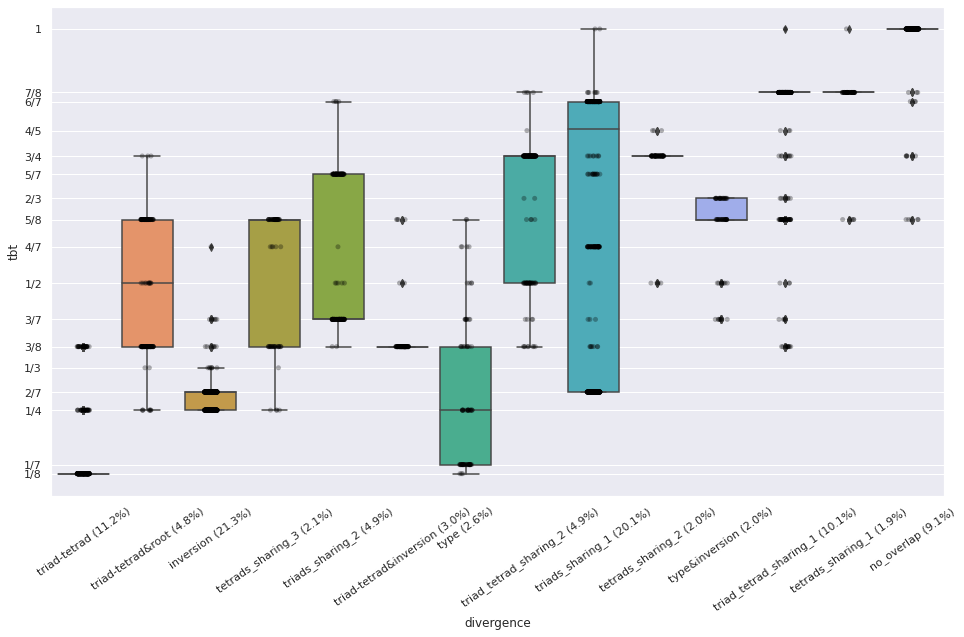 1
7/8
6/7
4/5
3/4
5/7
2/3
5/8
4/7
1/2
3/7
3/8
1/3
2/7
1/4
1/7
1/8
tbt
triad-tetrad (11.2%)
triad-tetrad&root (4.8%)
inversion (21.3%)
tetrads_sharing_3 (2.1%)
triads_sharing_2 (4.9%)
triad-tetrad&inversion (3.0%)
type (2.6%)
triad_tetrad_sharing_2 (4.9%)
triads_sharing_1 (20.1%)
tetrads_sharing_2 (2.0%)
type&inversion (2.0%)
triad_tetrad_sharing_1 (10.1%)
tetrads_sharing_1 (1.9%)
no_overlap (9.1%)
divergence